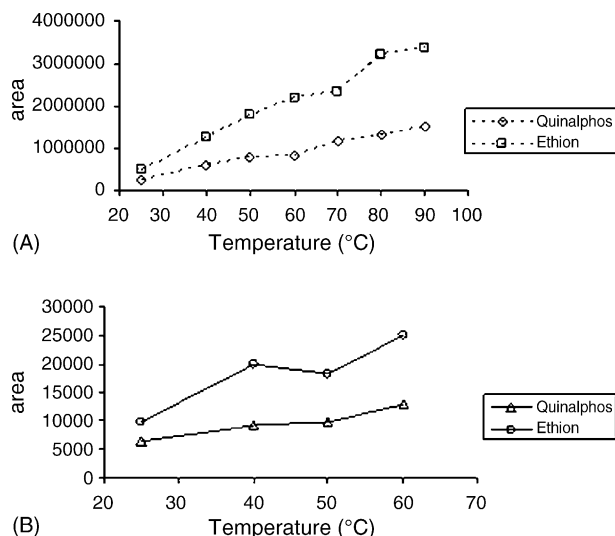 4000000
3000000
2000000
1000000
0
area
20 30 40 50 60 70 80 90 100
Temperature (°C)
Quinalphos
Ethion
(A)
30000
25000
20000
15000
10000
5000
0
area
20 30 40 50 60 70
Temperature (°C)
Quinalphos
Ethion
(B)